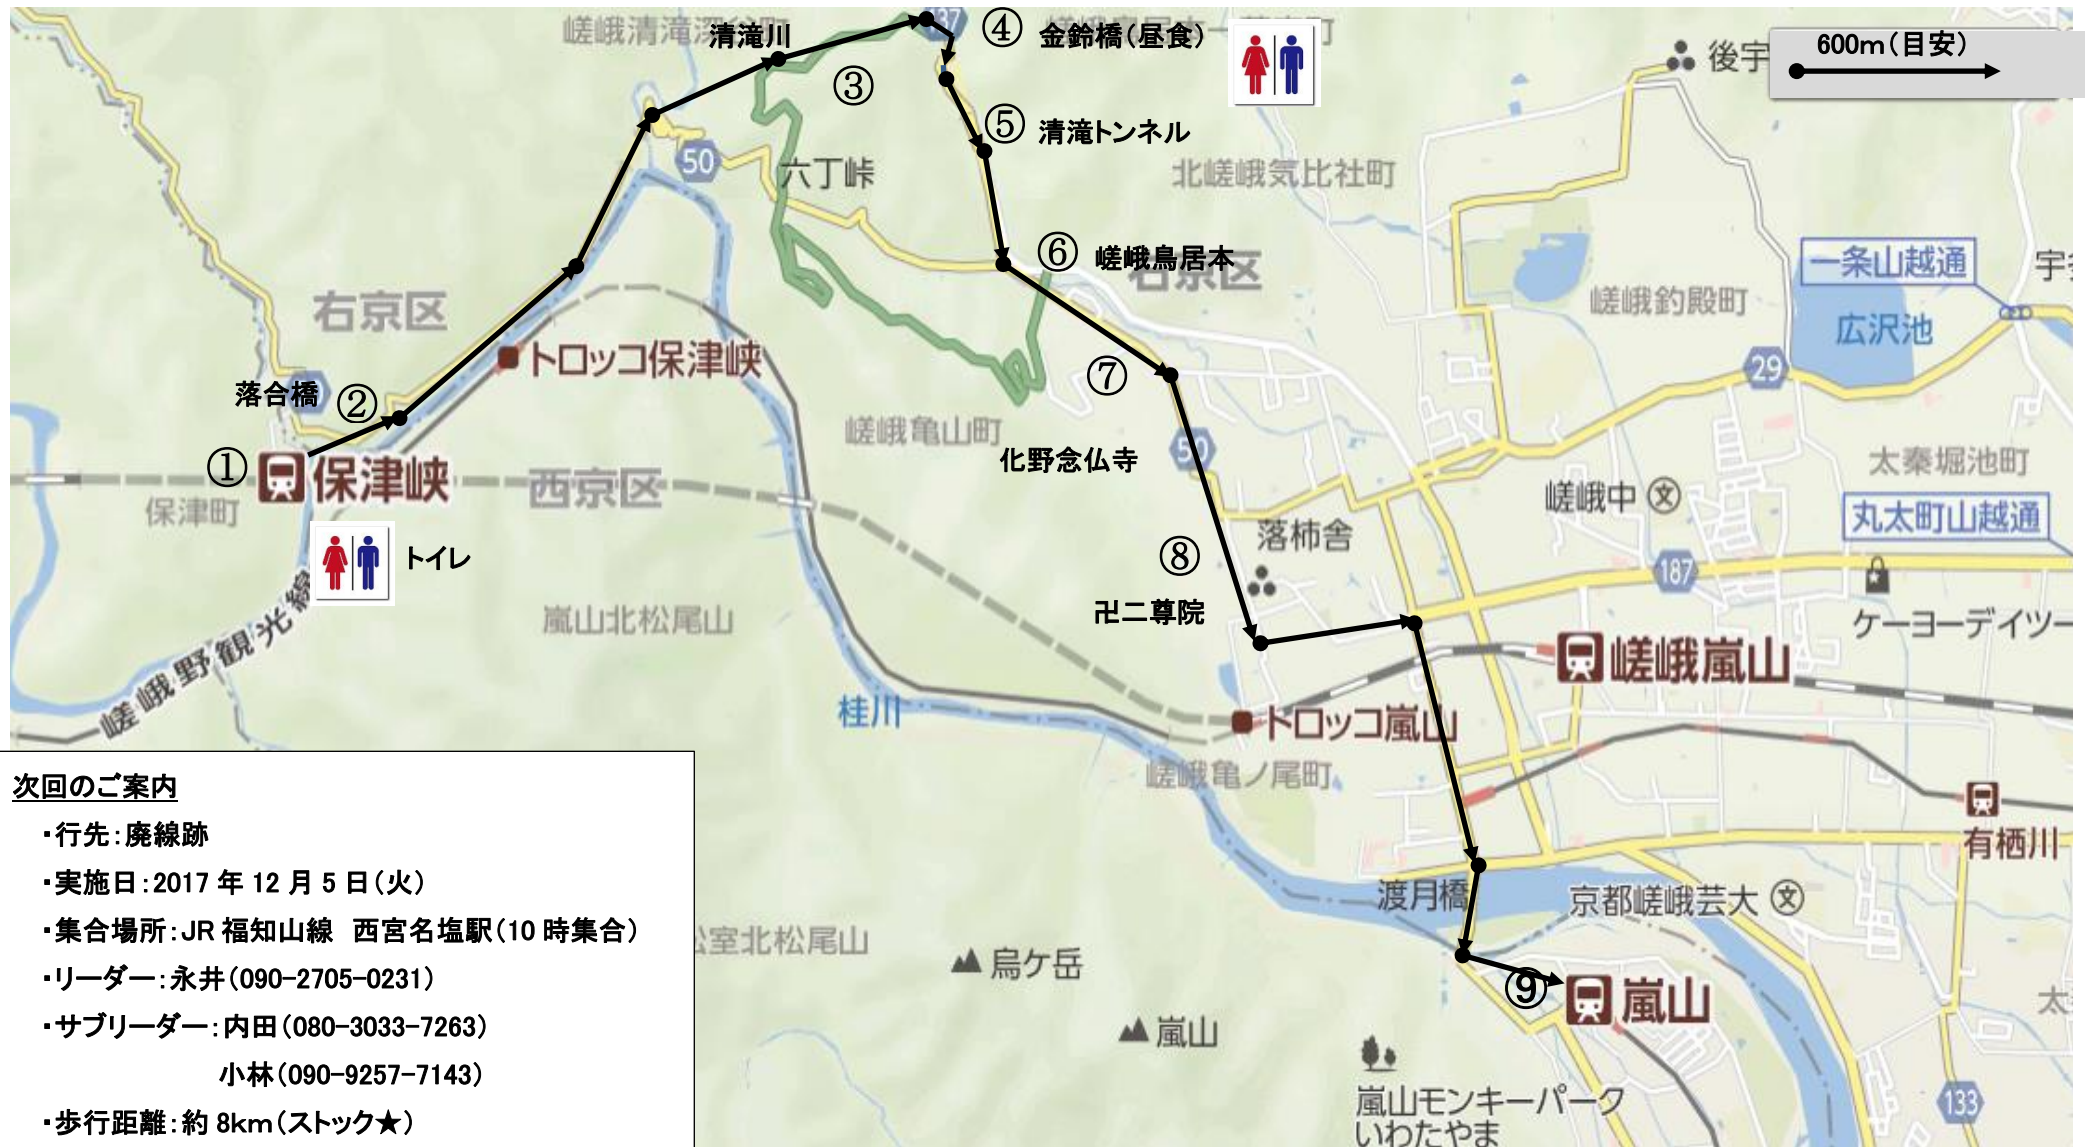 嵯峨清滝深谷町
清滝川
137
④ 金鈴橋（昼食）
600m（目安）
後宇
③
⑤ 清滝トンネル
50
六丁峠
北嵯峨気比社町
⑥ 嵯峨鳥居本
右京区
一条山越通
嵯峨釣殿町
広沢池
右京区
トロッコ保津峡
29
落合橋
②
⑦
嵯峨亀山町
化野念仏寺
50
太秦堀池町
①
保津峡
西京区
保津町
嵯峨中
文
丸太町山越通
落柿舎
トイレ
⑧
187
ケーヨーデイツー
卍二尊院
嵐山北松尾山
嵯峨野観光線
嵯峨嵐山
桂川
トロッコ嵐山
嵯峨亀ノ尾町
有栖川
渡月橋
京都嵯峨芸大
文
松室北松尾山
烏ケ岳
⑨
嵐山
嵐山
嵐山モンキーパーク
いわたやま
133
次回のご案内
・行先：廃線跡
・実施日：2017 年 12 月 5 日（火）
・集合場所：JR 福知山線　西宮名塩駅（10 時集合）
・リーダー：永井（090-2705-0231）
・サブリーダー：内田（080-3033-7263）
小林（090-9257-7143）
・歩行距離：約 8km（ストック★）